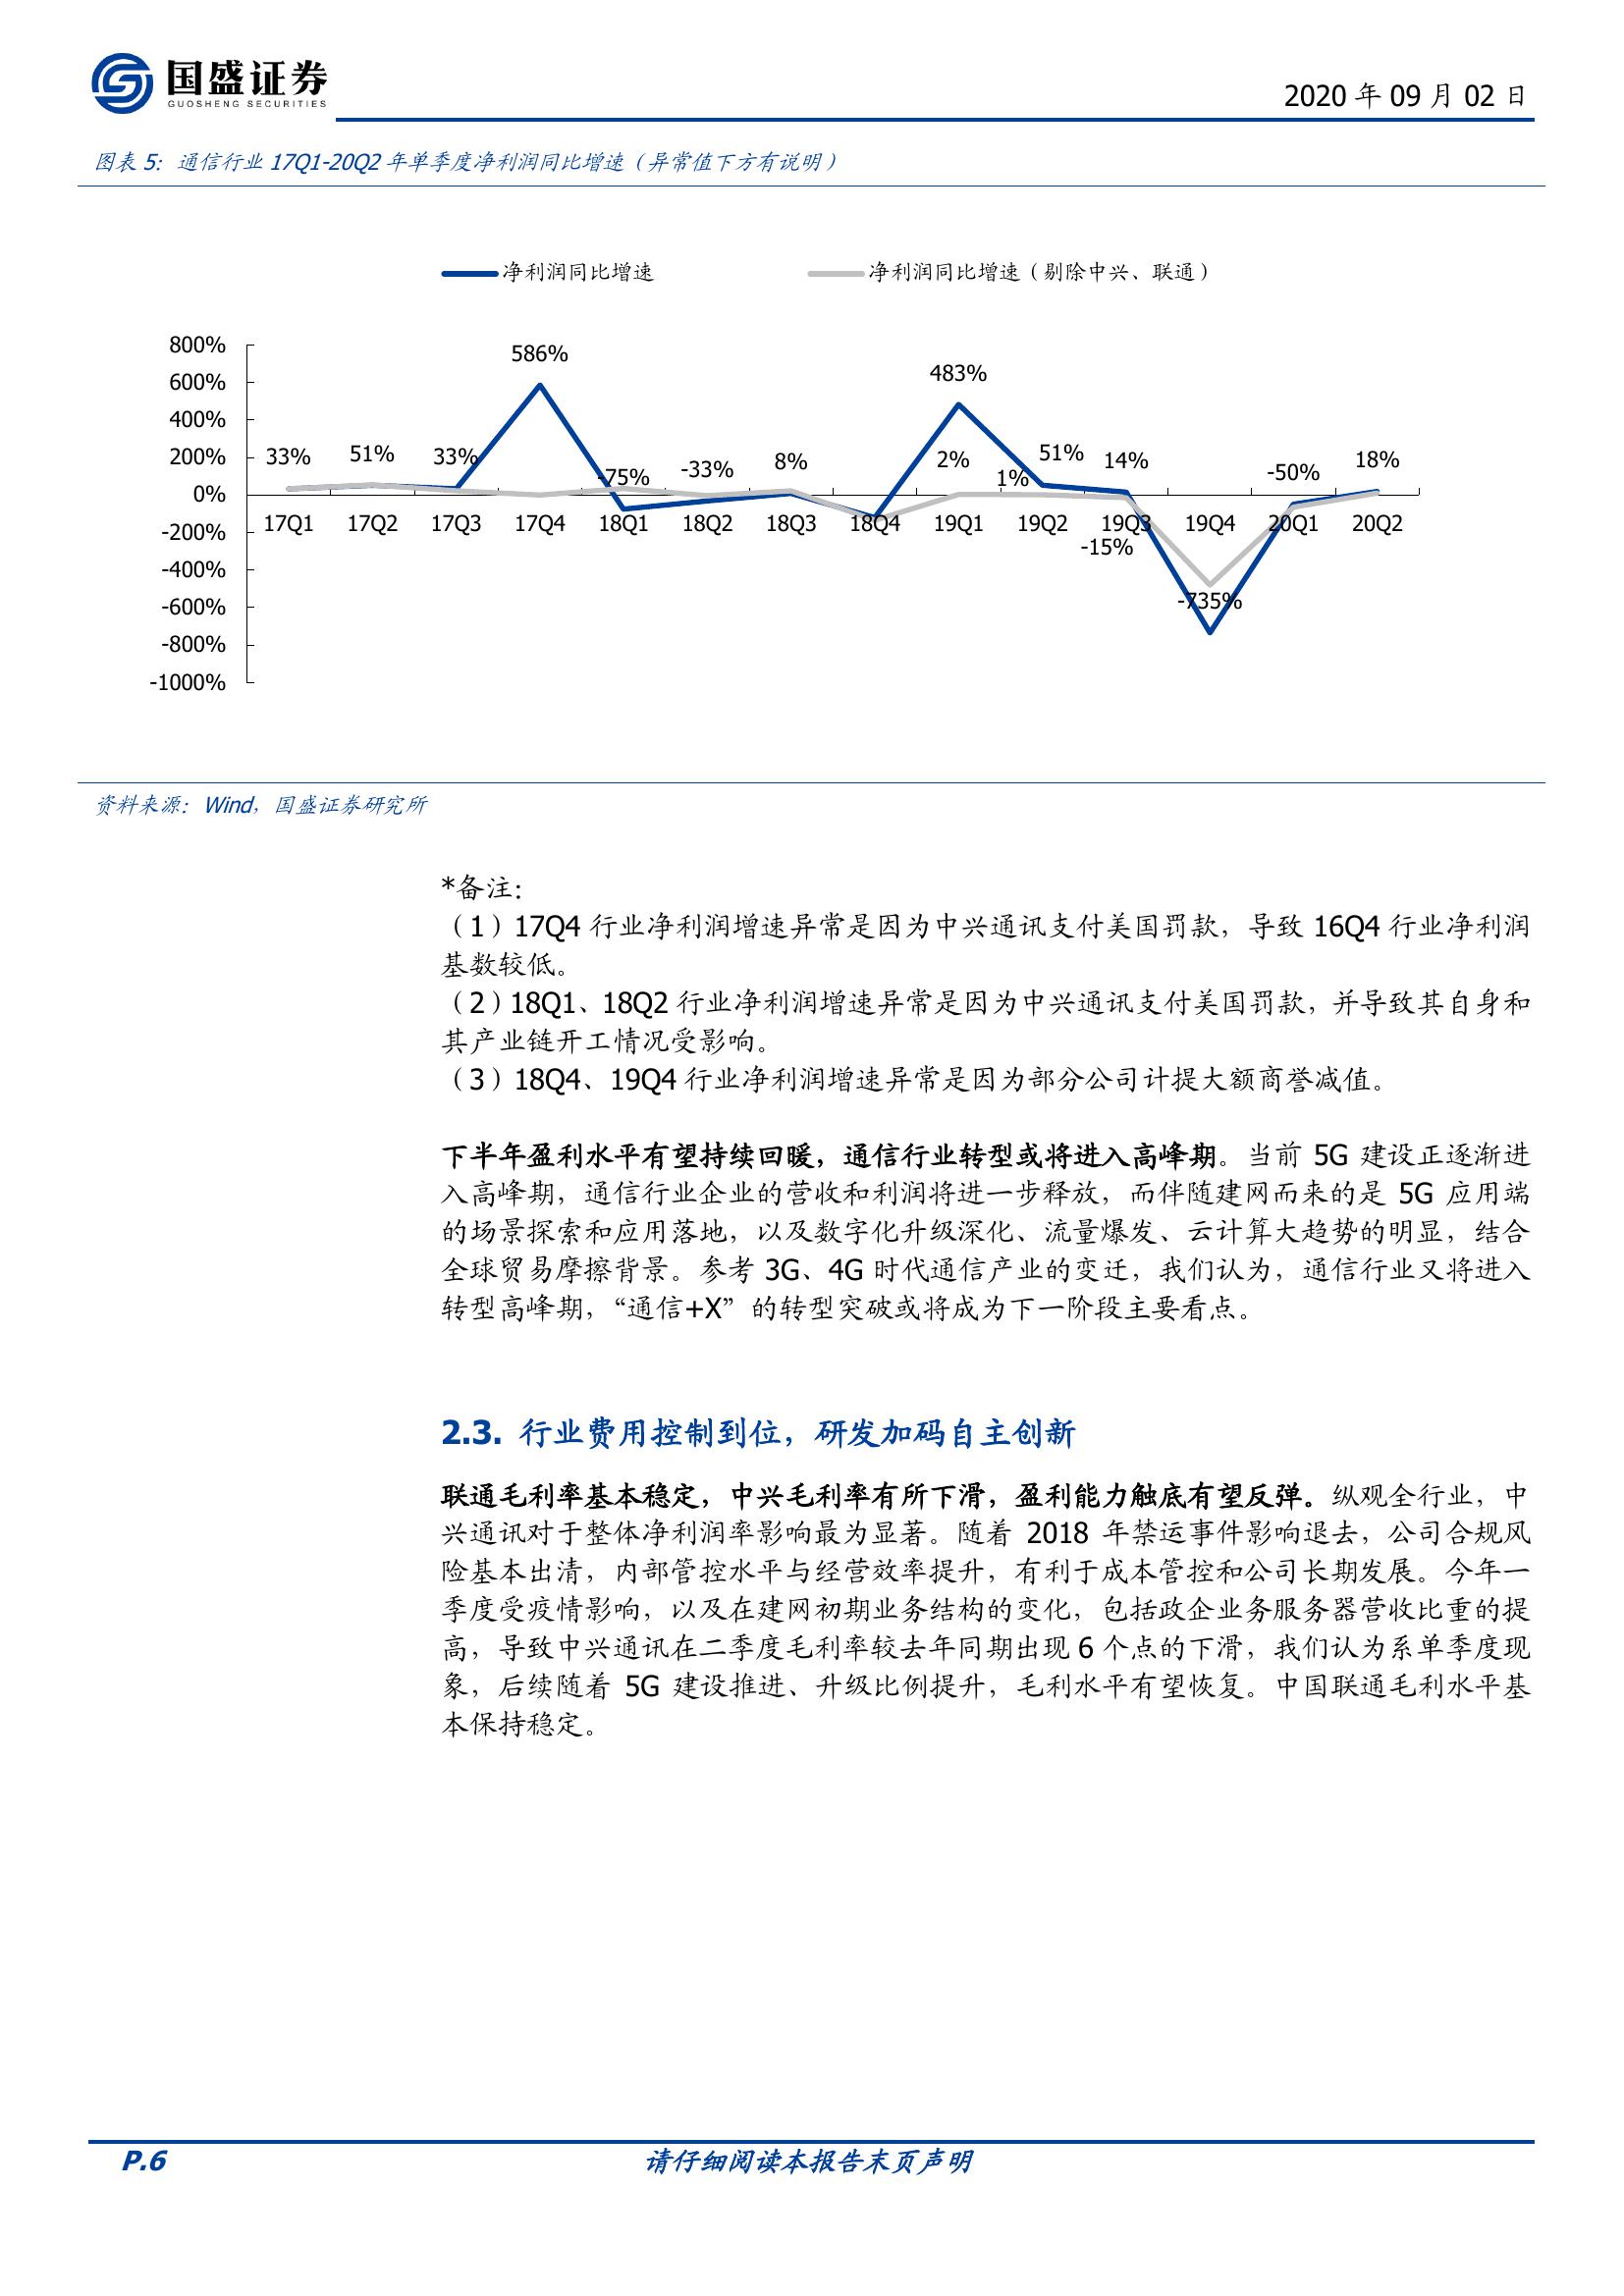 国盛证券
GUOSHENG SECURITIES
2020 年 09 月 02 日
图表 5：通信行业 17Q1-20Q2 年单季度净利润同比增速（异常值下方有说明）
净利润同比增速
净利润同比增速（剔除中兴、联通）
800%
600%
400%
200%
0%
-200%
-400%
-600%
-800%
-1000%
33%
51%
33%
586%
-75%
-33%
8%
483%
2%
1%
51%
14%
-15%
-735%
-50%
18%
17Q1
17Q2
17Q3
17Q4
18Q1
18Q2
18Q3
18Q4
19Q1
19Q2
19Q3
19Q4
20Q1
20Q2
资料来源：Wind，国盛证券研究所
*备注：
（1）17Q4 行业净利润增速异常是因为中兴通讯支付美国罚款，导致 16Q4 行业净利润
基数较低。
（2）18Q1、18Q2 行业净利润增速异常是因为中兴通讯支付美国罚款，并导致其自身和
其产业链开工情况受影响。
（3）18Q4、19Q4 行业净利润增速异常是因为部分公司计提大额商誉减值。
下半年盈利水平有望持续回暖，通信行业转型或将进入高峰期。当前 5G 建设正逐渐进
入高峰期，通信行业企业的营收和利润将进一步释放，而伴随建网而来的是 5G 应用端
的场景探索和应用落地，以及数字化升级深化、流量爆发、云计算大趋势的明显，结合
全球贸易摩擦背景。参考 3G、4G 时代通信产业的变迁，我们认为，通信行业又将进入
转型高峰期，“通信+X”的转型突破或将成为下一阶段主要看点。
2.3. 行业费用控制到位，研发加码自主创新
联通毛利率基本稳定，中兴毛利率有所下滑，盈利能力触底有望反弹。纵观全行业，中
兴通讯对于整体净利润率影响最为显著。随着 2018 年禁运事件影响退去，公司合规风
险基本出清，内部管控水平与经营效率提升，有利于成本管控和公司长期发展。今年一
季度受疫情影响，以及在建网初期业务结构的变化，包括政企业务服务器营收比重的提
高，导致中兴通讯在二季度毛利率较去年同期出现 6 个点的下滑，我们认为系单季度现
象，后续随着 5G 建设推进、升级比例提升，毛利水平有望恢复。中国联通毛利水平基
本保持稳定。
P.6
请仔细阅读本报告末页声明